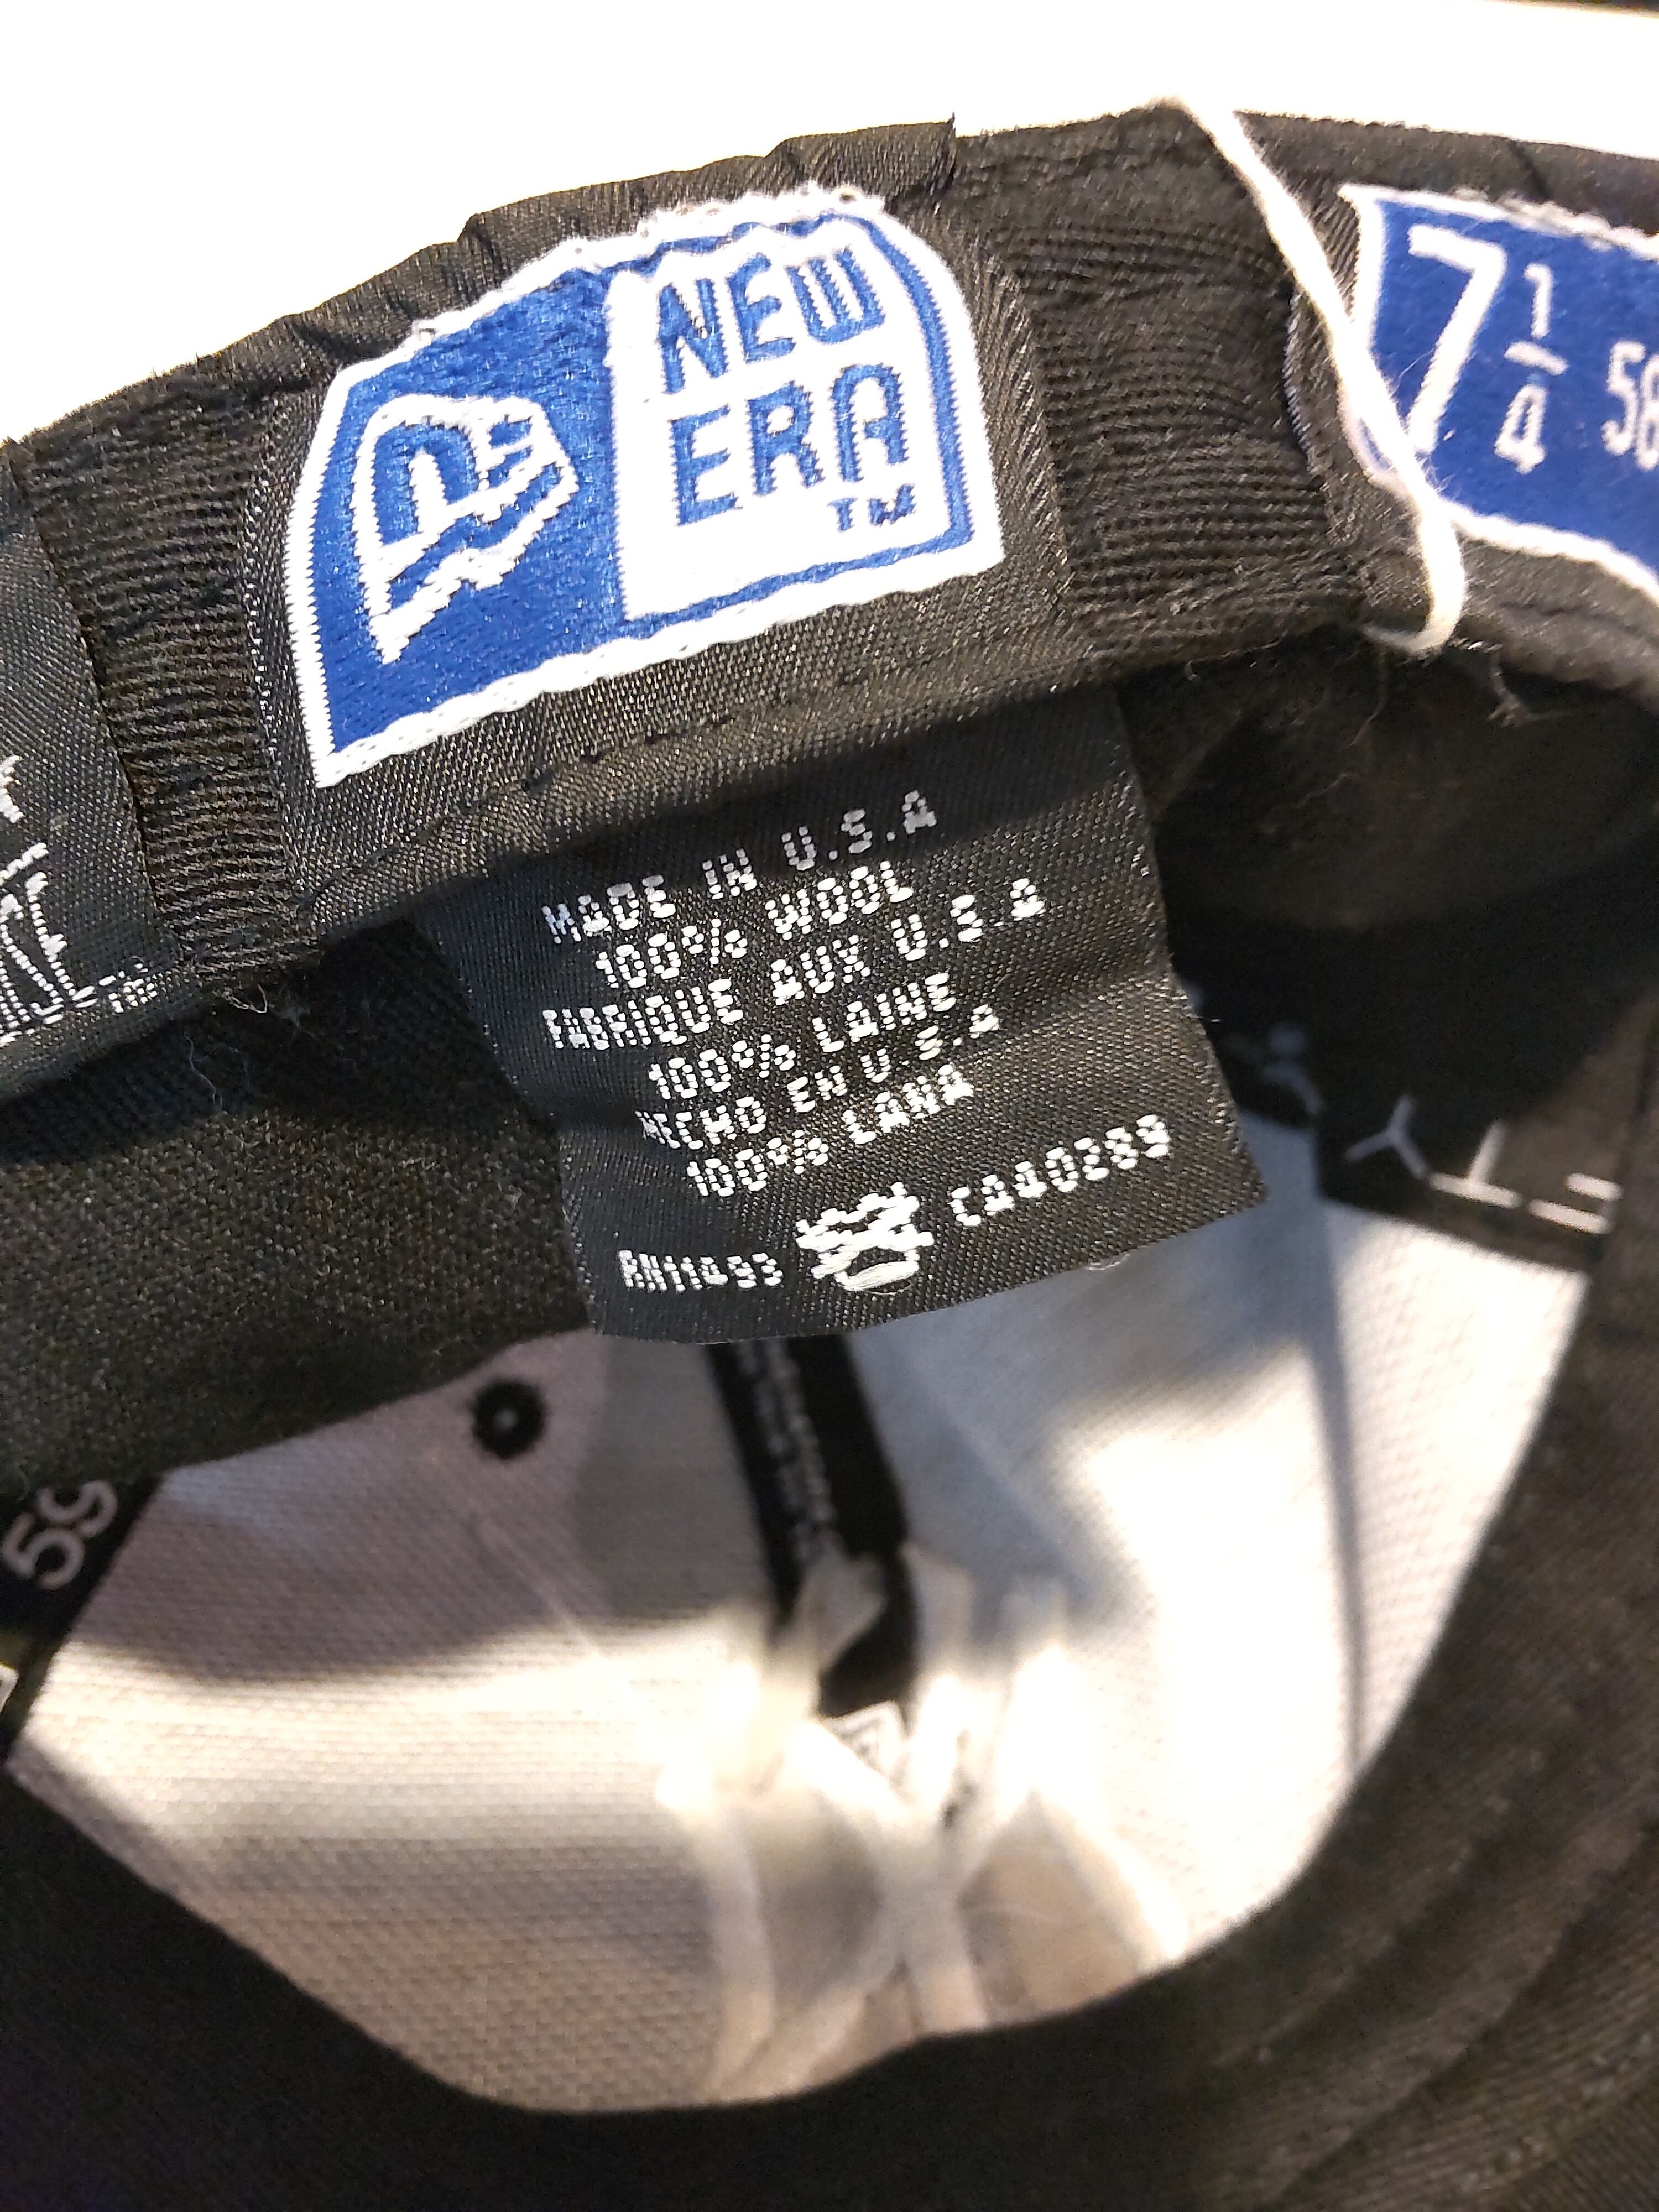 NEW
ERA
TM
7 1/4
MADE IN U.S.A
100% WOOL
FABRIQUE AUX U.S.A
100% LAINE
HECHO EN U.S.A
100% LANA
RN11493 CA40289
59